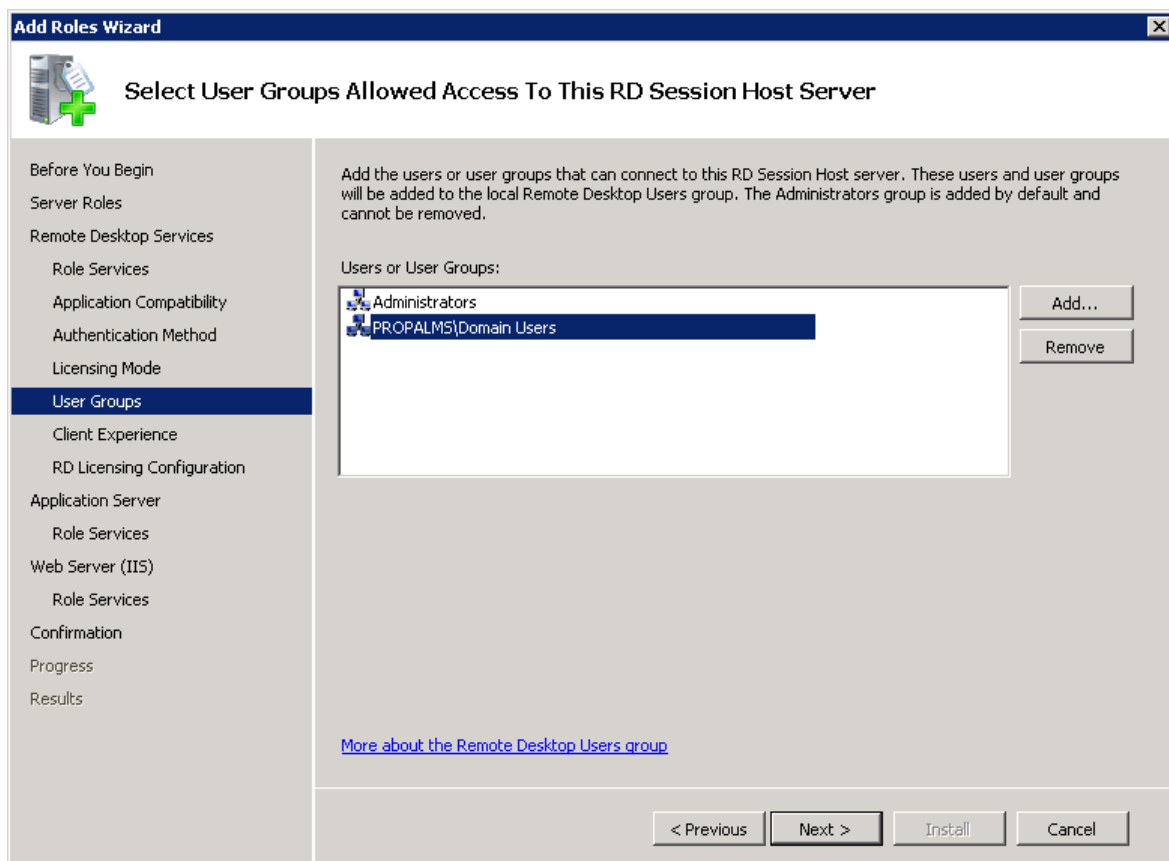 Add Roles Wizard
Select User Groups Allowed Access To This RD Session Host Server
Before You Begin
Server Roles
Remote Desktop Services
Role Services
Application Compatibility
Authentication Method
Licensing Mode
User Groups
Client Experience
RD Licensing Configuration
Application Server
Role Services
Web Server (IIS)
Role Services
Confirmation
Progress
Results
Add the users or user groups that can connect to this RD Session Host server. These users and user groups
will be added to the local Remote Desktop Users group. The Administrators group is added by default and
cannot be removed.
Users or User Groups:
Administrators
PROPALMS\Domain Users
Add...
Remove
More about the Remote Desktop Users group
< Previous
Next >
Install
Cancel